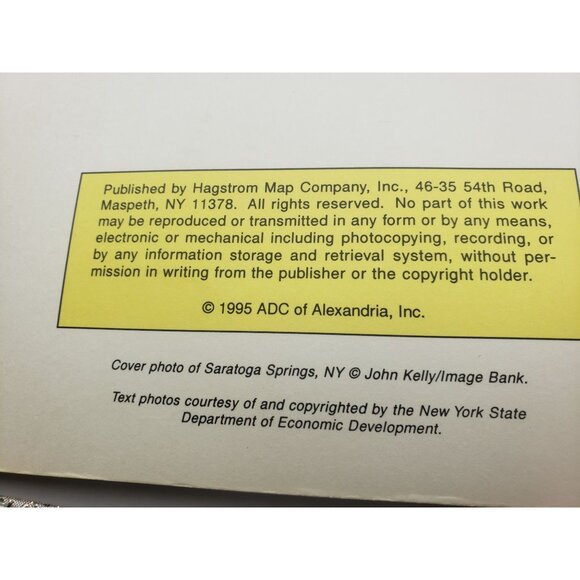 Published by Hagstrom Map Company, Inc., 46-35 54th Road,
Maspeth, NY 11378. All rights reserved. No part of this work
may be reproduced or transmitted in any form or by any means,
electronic or mechanical including photocopying, recording, or
by any information storage and retrieval system, without per-
mission in writing from the publisher or the copyright holder.
© 1995 ADC of Alexandria, Inc.
Cover photo of Saratoga Springs, NY © John Kelly/Image Bank.
Text photos courtesy of and copyrighted by the New York State
Department of Economic Development.